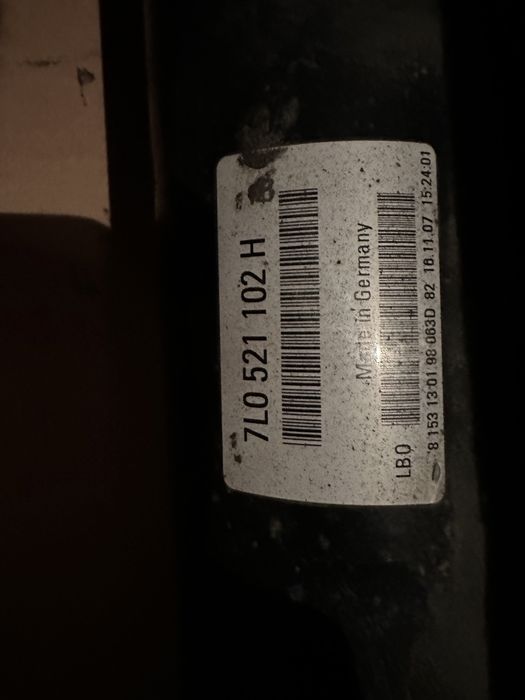 7L0 521 102 H
Made in Germany
LBO
8 153 13 01 98 063D 82 16.11.07 15:24:01